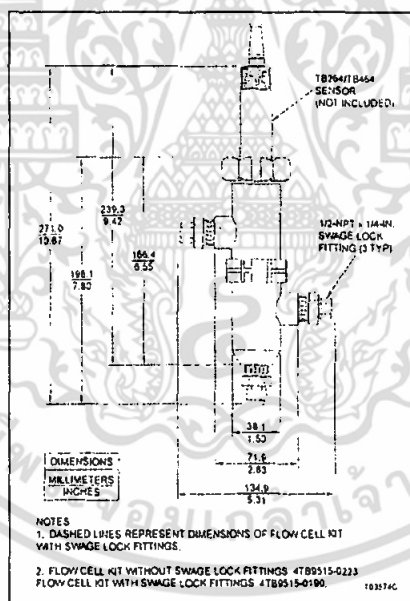 TB264/TB464
SENSOR
(NOT INCLUDED)
239.3
9.42
1/2-NPT x 1/4-IN.
SWAGE LOCK
FITTING (3 TYP)
271.0
10.67
166.4
6.55
198.1
7.80
38.1
1.50
71.9
2.83
134.9
5.31
DIMENSIONS
MILLIMETERS
INCHES
NOTES
1. DASHED LINES REPRESENT DIMENSIONS OF FLOW CELL KIT
WITH SWAGE LOCK FITTINGS.
2. FLOW CELL KIT WITHOUT SWAGE LOCK FITTINGS 4TB9515-0223
FLOW CELL KIT WITH SWAGE LOCK FITTINGS 4TB9515-0190.
T03574C